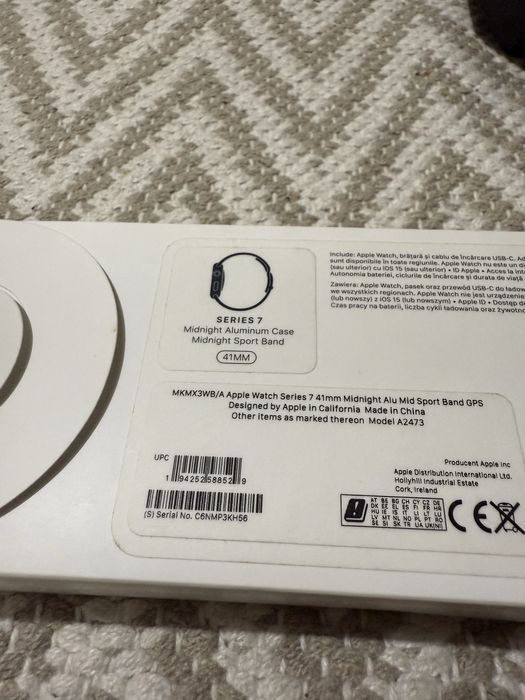 SERIES 7
Midnight Aluminum Case
Midnight Sport Band
41MM
Include: Apple Watch, brățară și cablu de încărcare USB-C.
sunt disponibile în toate regiunile. Apple Watch nu este un
(sau ulterior) cu iOS 15 (sau ulterior) • ID Apple • Acces la
Autonomia bateriei, ciclurile de încărcare și durata de
Zawiera: Apple Watch, pasek oraz przewód USB-C do
we wszystkich regionach. Apple Watch nie jest urządzeniem
(lub nowszy) z iOS 15 (lub nowszym) • Apple ID •
Czas pracy na baterii, liczba cykli ładowania oraz
MKMX3WB/A Apple Watch Series 7 41mm Midnight Alu Mid Sport Band GPS
Designed by Apple in California Made in China
Other items as marked thereon Model A2473
UPC
1 94252 58852 9
(S) Serial No. C6NMP3KH56
Producent Apple Inc
Apple Distribution International Ltd.
Hollyhill Industrial Estate
Cork, Ireland
AT BE BG CH CY CZ DE
DK EE EL ES FI FR HR
HU IE IS IT LI LT LU
LV MT NL NO PL PT RO
SE SI SK TR UA UK(NI)
CE